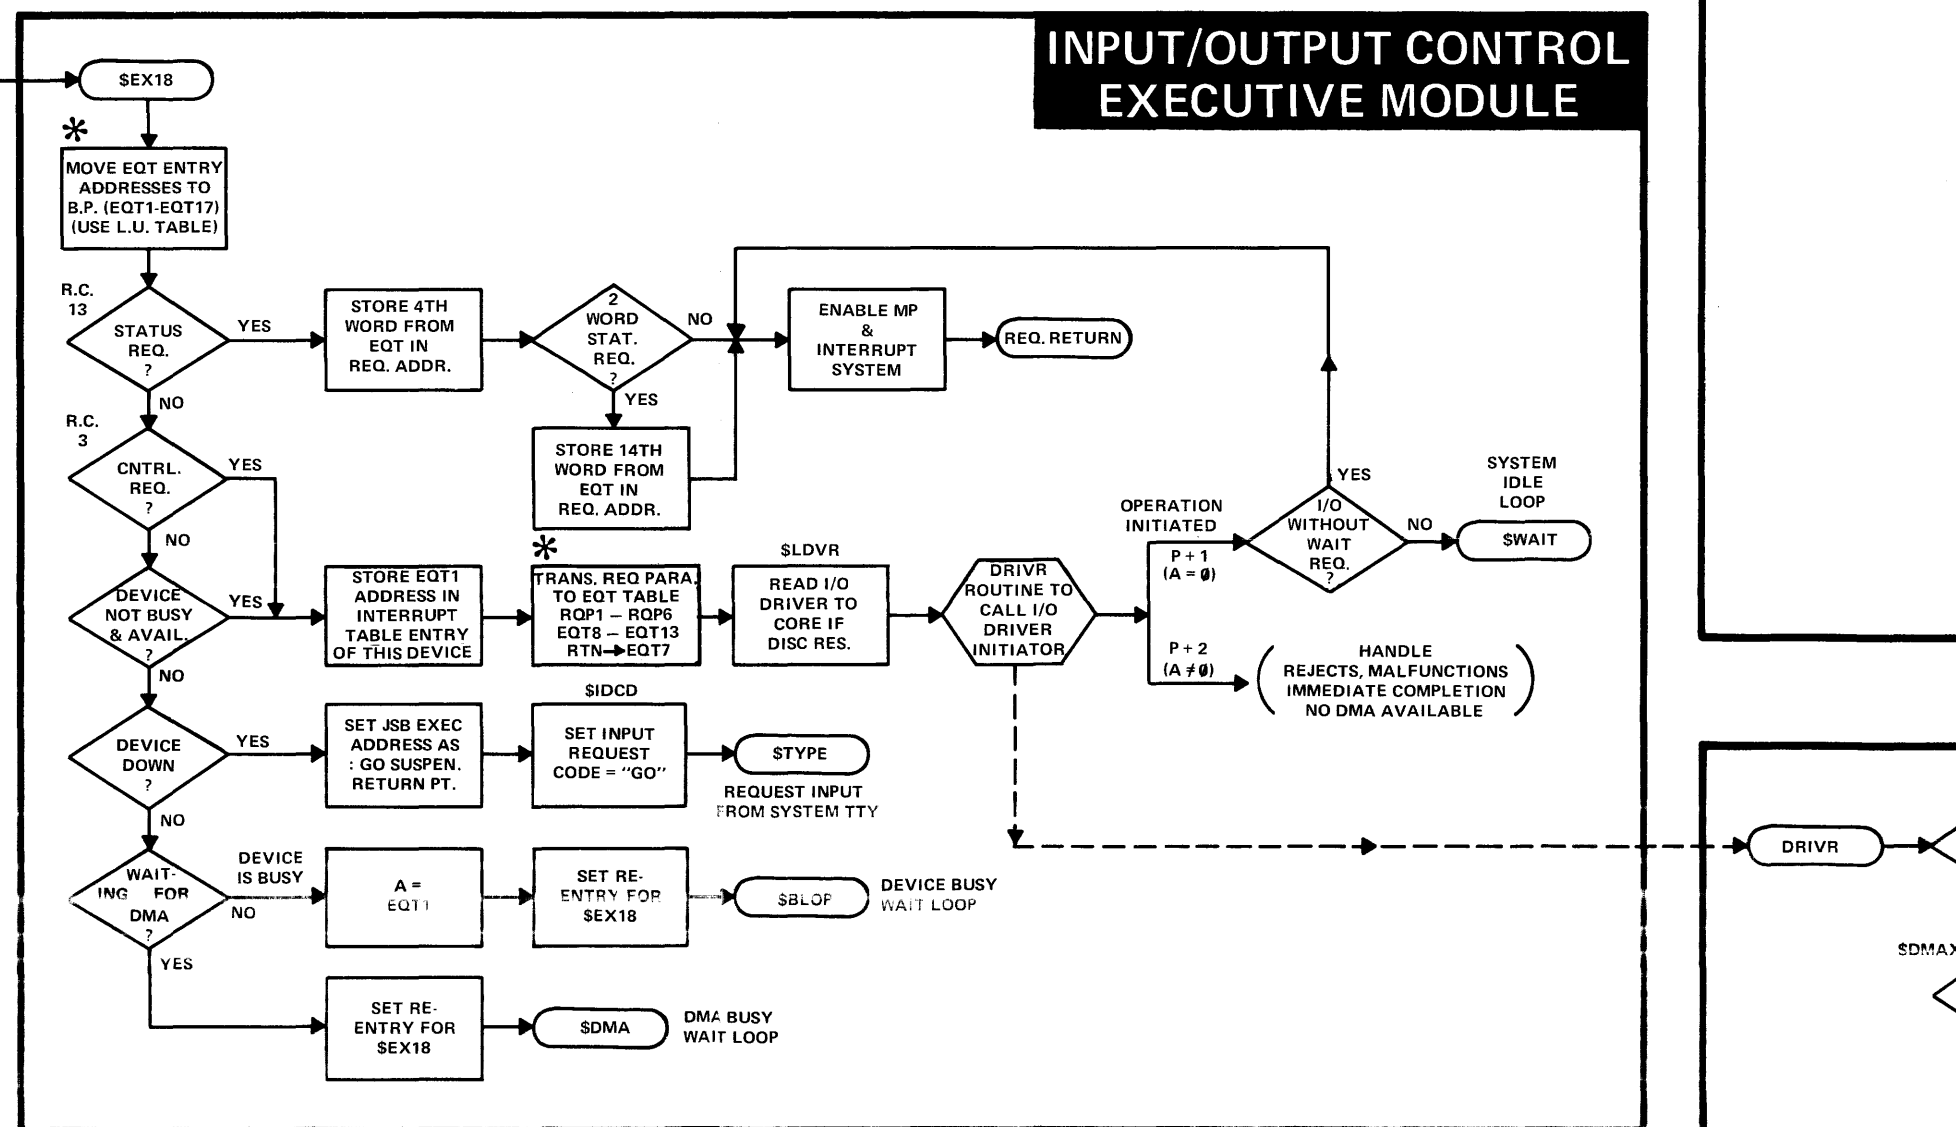 INPUT/OUTPUT CONTROL
EXECUTIVE MODULE
$EX18
*
MOVE EQT ENTRY
ADDRESSES TO
B.P. (EQT1-EQT17)
(USE L.U. TABLE)
R.C.
13
STATUS
REQ.
?
YES
NO
STORE 4TH
WORD FROM
EQT IN
REQ. ADDR.
2
WORD
STAT.
REQ.
?
NO
YES
ENABLE MP
&
INTERRUPT
SYSTEM
REQ. RETURN
STORE 14TH
WORD FROM
EQT IN
REQ. ADDR.
R.C.
3
CNTRL.
REQ.
?
YES
NO
DEVICE
NOT BUSY
& AVAIL.
?
YES
NO
STORE EQT1
ADDRESS IN
INTERRUPT
TABLE ENTRY
OF THIS DEVICE
*
TRANS. REQ PARA.
TO EQT TABLE
RQP1 – RQP6
EQT8 – EQT13
RTN→EQT7
$LDVR
READ I/O
DRIVER TO
CORE IF
DISC RES.
DRIVR
ROUTINE TO
CALL I/O
DRIVER
INITIATOR
OPERATION
INITIATED
P + 1
(A = 0)
I/O
WITHOUT
WAIT
REQ.
?
YES
NO
SYSTEM
IDLE
LOOP
$WAIT
P + 2
(A ≠ 0)
HANDLE
REJECTS, MALFUNCTIONS
IMMEDIATE COMPLETION
NO DMA AVAILABLE
DEVICE
DOWN
?
YES
NO
SET JSB EXEC
ADDRESS AS
: GO SUSPEN.
RETURN PT.
$IDCD
SET INPUT
REQUEST
CODE = "GO"
$TYPE
REQUEST INPUT
FROM SYSTEM TTY
WAIT-
ING FOR
DMA
?
DEVICE
IS BUSY
NO
YES
A =
EQT1
SET RE-
ENTRY FOR
$EX18
$BLOP
DEVICE BUSY
WAIT LOOP
SET RE-
ENTRY FOR
$EX18
$DMA
DMA BUSY
WAIT LOOP
DRIVR
$DMAX